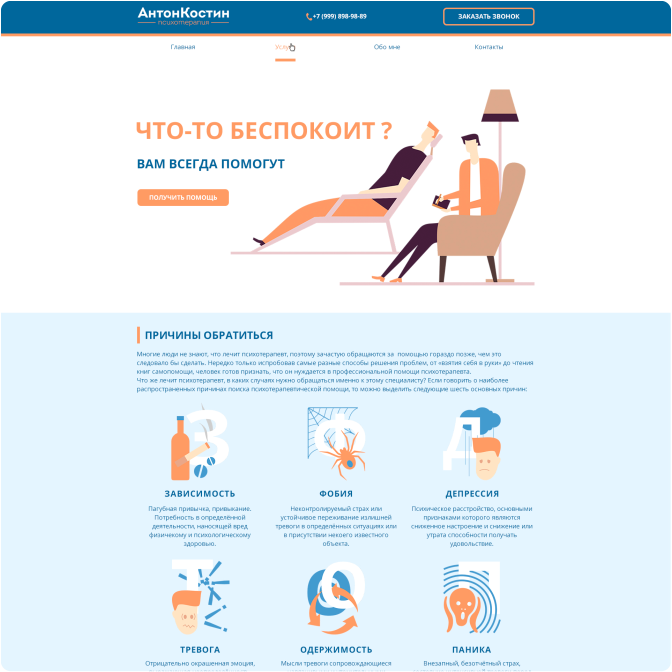 АнтонКостин
психотерапия
+7 (999) 898-98-89
ЗАКАЗАТЬ ЗВОНОК
Главная
Услуги
Обо мне
Контакты
ЧТО-ТО БЕСПОКОИТ ?
ВАМ ВСЕГДА ПОМОГУТ
ПОЛУЧИТЬ ПОМОЩЬ
ПРИЧИНЫ ОБРАТИТЬСЯ
Многие люди не знают, что лечит психотерапевт, поэтому зачастую обращаются за помощью гораздо позже, чем это
следовало бы сделать. Нередко только испробовав самые разные способы решения проблем, от «взятия себя в руки» до чтения
книг самопомощи, человек готов признать, что он нуждается в профессиональной помощи психотерапевта.
Что же лечит психотерапевт, в каких случаях нужно обращаться именно к этому специалисту? Если говорить о наиболее
распространенных причинах поиска психотерапевтической помощи, то можно выделить следующие шесть основных причин:
З
Ф
Д
ЗАВИСИМОСТЬ
Пагубная привычка, привыкание.
Потребность в определённой
деятельности, наносящей вред
физическому и психологическому
здоровью.
ФОБИЯ
Неконтролируемый страх или
устойчивое переживание излишней
тревоги в определённых ситуациях или
в присутствии некоего известного
объекта.
ДЕПРЕССИЯ
Психическое расстройство, основными
признаками которого являются
сниженное настроение и снижение или
утрата способности получать
удовольствие.
Т
О
П
ТРЕВОГА
Отрицательно окрашенная эмоция,
ОДЕРЖИМОСТЬ
Мысли тревоги сопровождающиеся
ПАНИКА
Внезапный, безотчётный страх,